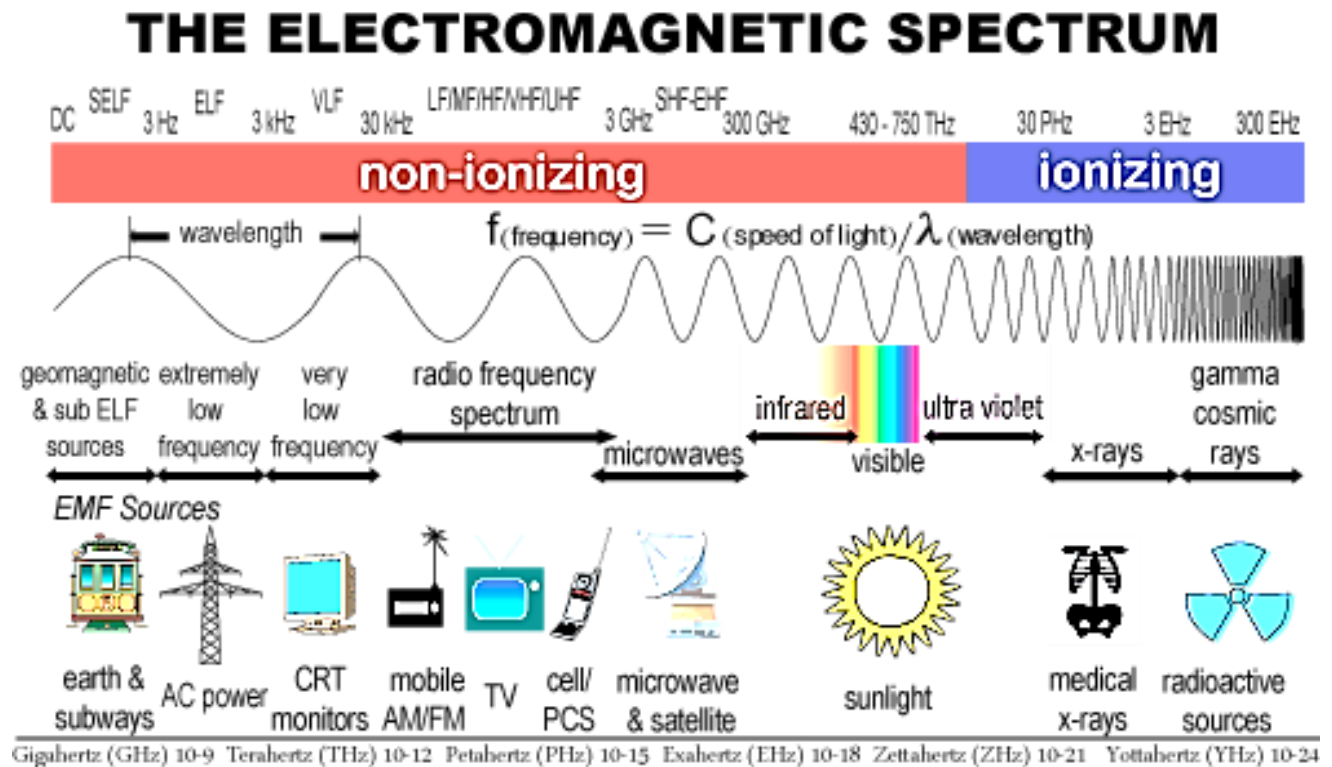 THE ELECTROMAGNETIC SPECTRUM
DC SELF 3 Hz ELF 3 kHz VLF 30 kHz LF/MF/HF/VHF/UHF 3 GHz SHF-EHF 300 GHz 430 - 750 THz 30 PHz 3 EHz 300 EHz
non-ionizing ionizing
wavelength f (frequency) = C (speed of light) / λ (wavelength)
geomagnetic
& sub ELF
sources
extremely
low
frequency
very
low
frequency
radio frequency
spectrum
microwaves
infrared
visible
ultra violet
x-rays
gamma
cosmic
rays
EMF Sources
earth &
subways
AC power
CRT
monitors
mobile
AM/FM
TV
cell/
PCS
microwave
& satellite
sunlight
medical
x-rays
radioactive
sources
Gigahertz (GHz) 10-9 Terahertz (THz) 10-12 Petahertz (PHz) 10-15 Exahertz (EHz) 10-18 Zettahertz (ZHz) 10-21 Yottahertz (YHz) 10-24